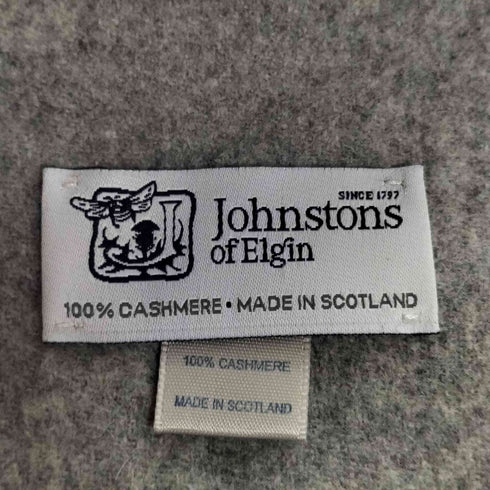 SINCE 1797
Johnstons
of Elgin
100% CASHMERE • MADE IN SCOTLAND
100% CASHMERE
MADE IN SCOTLAND